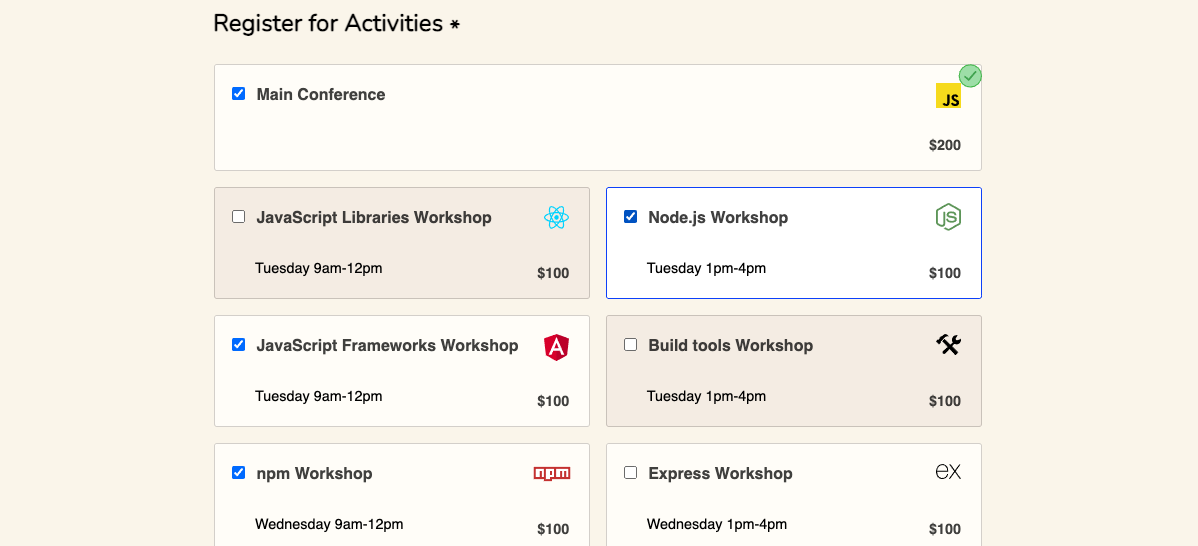 Register for Activities *
Main Conference
JS
$200
JavaScript Libraries Workshop
Tuesday 9am-12pm
$100
Node.js Workshop
JS
Tuesday 1pm-4pm
$100
JavaScript Frameworks Workshop
A
Tuesday 9am-12pm
$100
Build tools Workshop
Tuesday 1pm-4pm
$100
npm Workshop
npm
Wednesday 9am-12pm
$100
Express Workshop
ex
Wednesday 1pm-4pm
$100